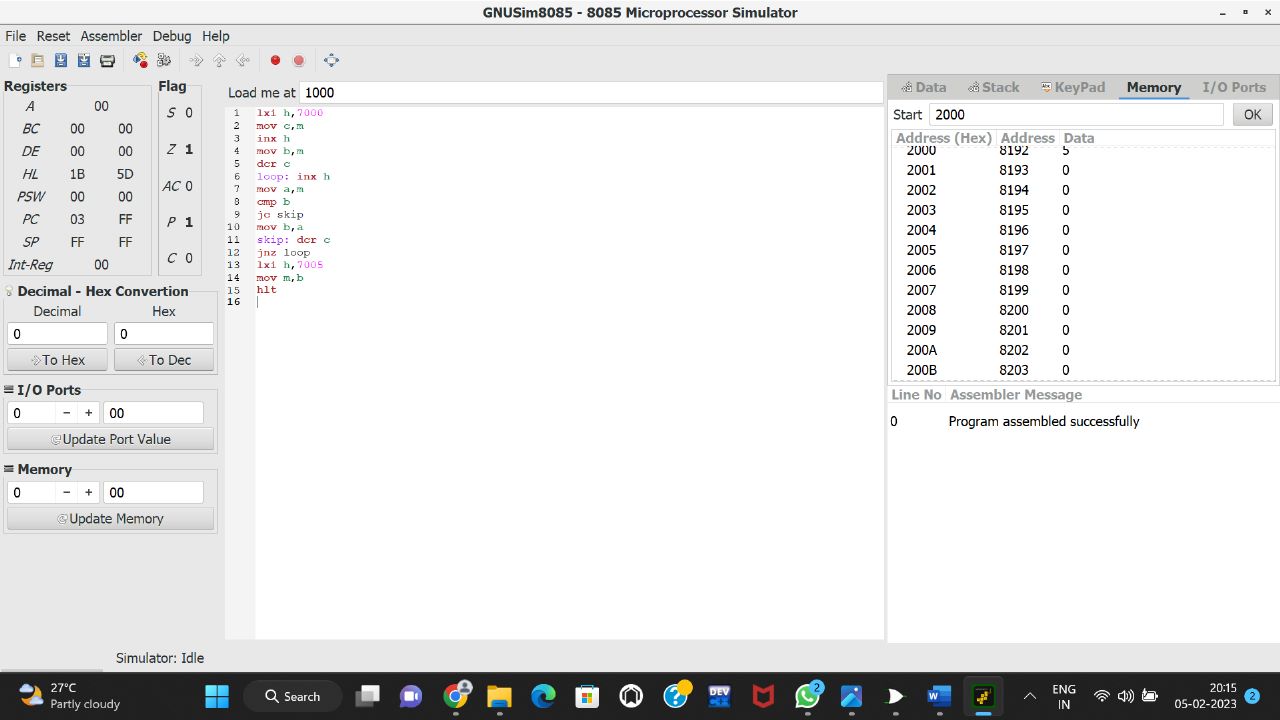 GNUSim8085 - 8085 Microprocessor Simulator
File Reset Assembler Debug Help
Registers
A 00
BC 00 00
DE 00 00
HL 1B 5D
PSW 00 00
PC 03 FF
SP FF FF
Int-Reg 00
Flag
S 0
Z 1
AC 0
P 1
C 0
Decimal - Hex Convertion
Decimal Hex
0 0
To Hex To Dec
I/O Ports
0 - + 00
Update Port Value
Memory
0 - + 00
Update Memory
Load me at 1000
1 lxi h,7000
2 mov c,m
3 inx h
4 mov b,m
5 dcr c
6 loop: inx h
7 mov a,m
8 cmp b
9 jc skip
10 mov b,a
11 skip: dcr c
12 jnz loop
13 lxi h,7005
14 mov m,b
15 hlt
16
Data Stack KeyPad Memory I/O Ports
Start 2000 OK
Address (Hex) Address Data
2000 8192 5
2001 8193 0
2002 8194 0
2003 8195 0
2004 8196 0
2005 8197 0
2006 8198 0
2007 8199 0
2008 8200 0
2009 8201 0
200A 8202 0
200B 8203 0
Line No Assembler Message
0 Program assembled successfully
Simulator: Idle
27°C
Partly cloudy
Search
DEV
2
W
ENG
IN
20:15
05-02-2023
2